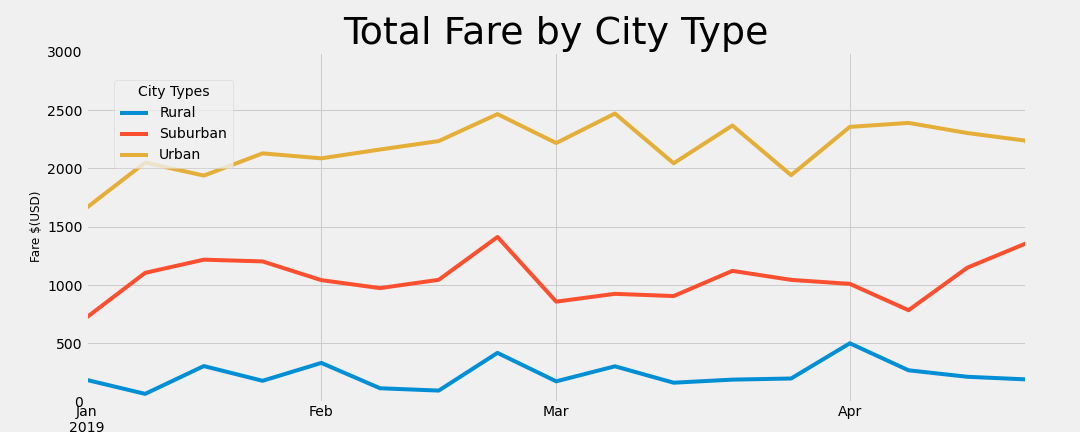 Total Fare by City Type
3000
2500
2000
1500
1000
500
0
Fare $(USD)
City Types
Rural
Suburban
Urban
Jan
2019
Feb
Mar
Apr